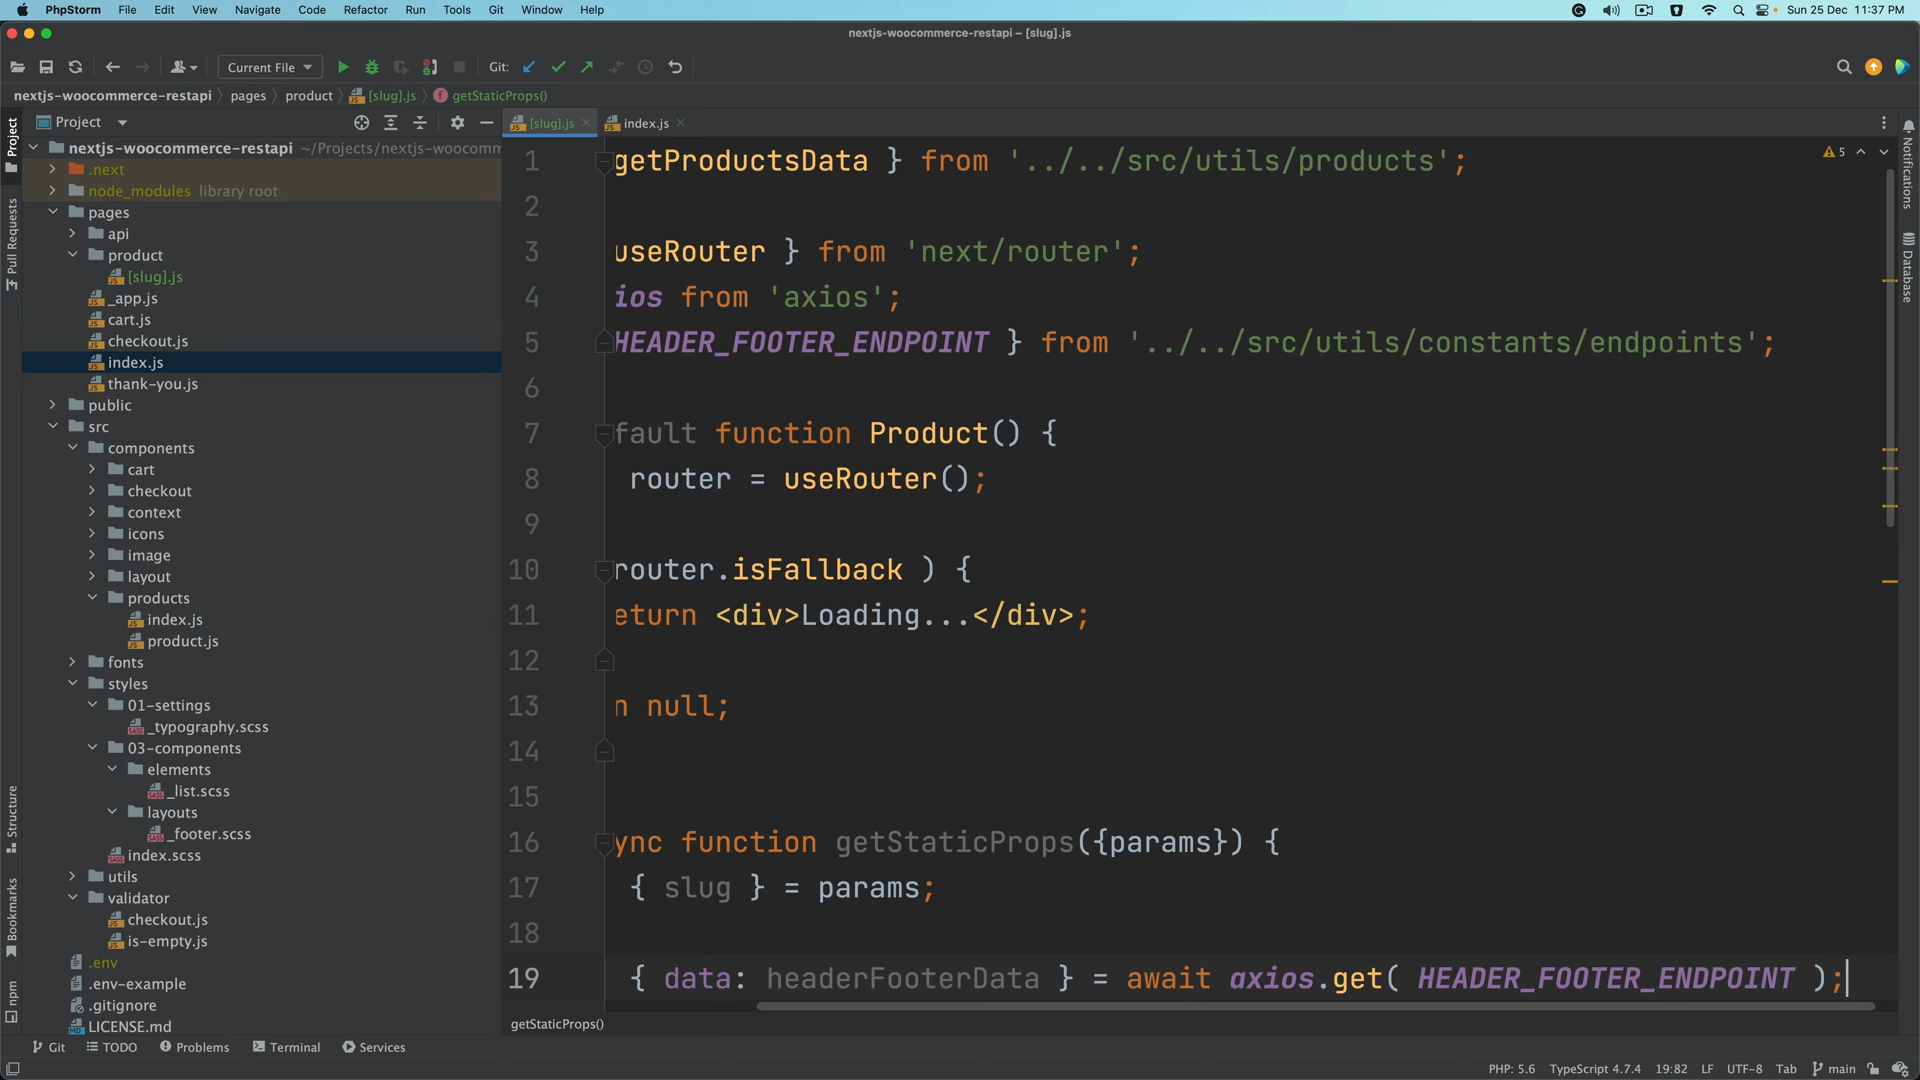 PhpStorm File Edit View Navigate Code Refactor Run Tools Git Window Help Sun 25 Dec 11:37 PM
nextjs-woocommerce-restapi – [slug].js
Current File Git:
nextjs-woocommerce-restapi pages product [slug].js getStaticProps()
Project
[slug].js index.js
Project
Pull Requests
Structure
Bookmarks
npm
nextjs-woocommerce-restapi ~/Projects/nextjs-woocomm
.next
node_modules library root
pages
api
product
[slug].js
_app.js
cart.js
checkout.js
index.js
thank-you.js
public
src
components
cart
checkout
context
icons
image
layout
products
index.js
product.js
fonts
styles
01-settings
_typography.scss
03-components
elements
_list.scss
layouts
_footer.scss
index.scss
utils
validator
checkout.js
is-empty.js
.env
.env-example
.gitignore
LICENSE.md
1 getProductsData } from '../../src/utils/products';
2
3 useRouter } from 'next/router';
4 ios from 'axios';
5 HEADER_FOOTER_ENDPOINT } from '../../src/utils/constants/endpoints';
6
7 fault function Product() {
8 router = useRouter();
9
10 router.isFallback ) {
11 eturn <div>Loading...</div>;
12
13 n null;
14
15
16 ync function getStaticProps({params}) {
17 { slug } = params;
18
19 { data: headerFooterData } = await axios.get( HEADER_FOOTER_ENDPOINT );
5
Notifications
Database
getStaticProps()
Git TODO Problems Terminal Services
PHP: 5.6 TypeScript 4.7.4 19:82 LF UTF-8 Tab main